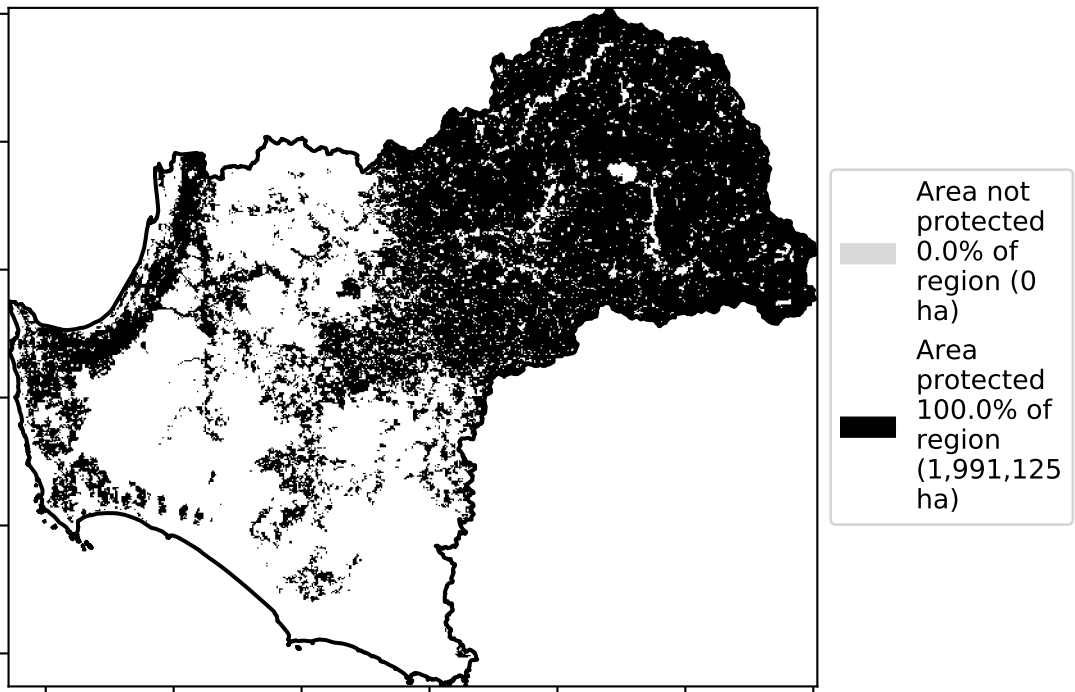 Area not
protected
0.0% of
region (0
ha)
Area
protected
100.0% of
region
(1,991,125
ha)